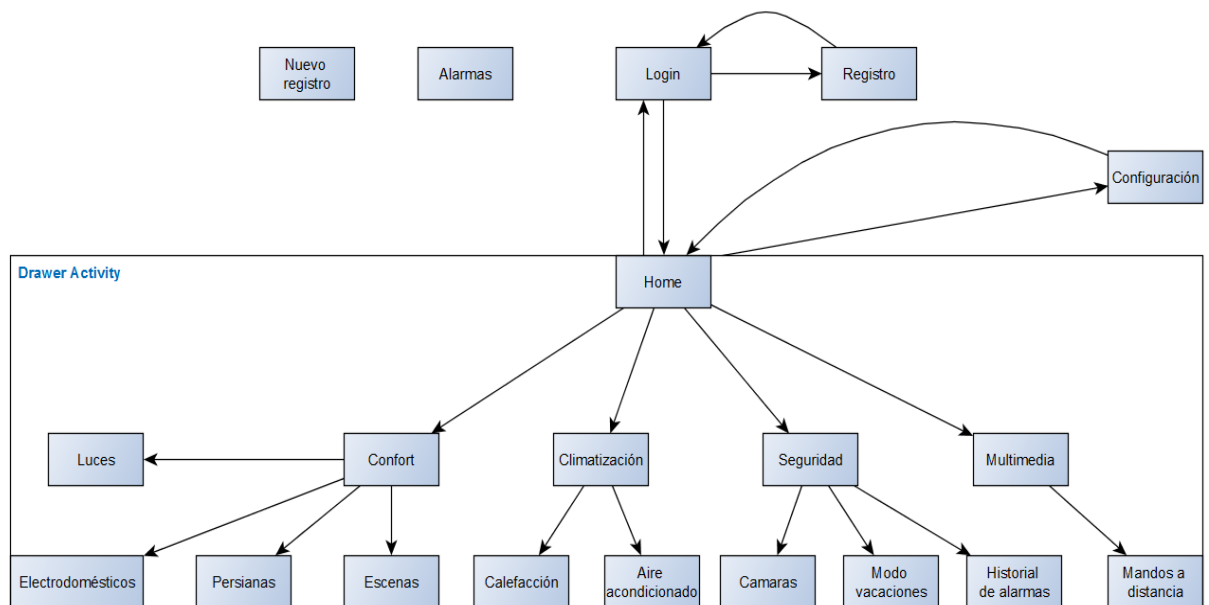 Nuevo
registro
Alarmas
Login
Registro
Configuración
Drawer Activity
Home
Luces
Confort
Climatización
Seguridad
Multimedia
Electrodomésticos
Persianas
Escenas
Calefacción
Aire
acondicionado
Camaras
Modo
vacaciones
Historial
de alarmas
Mandos a
distancia